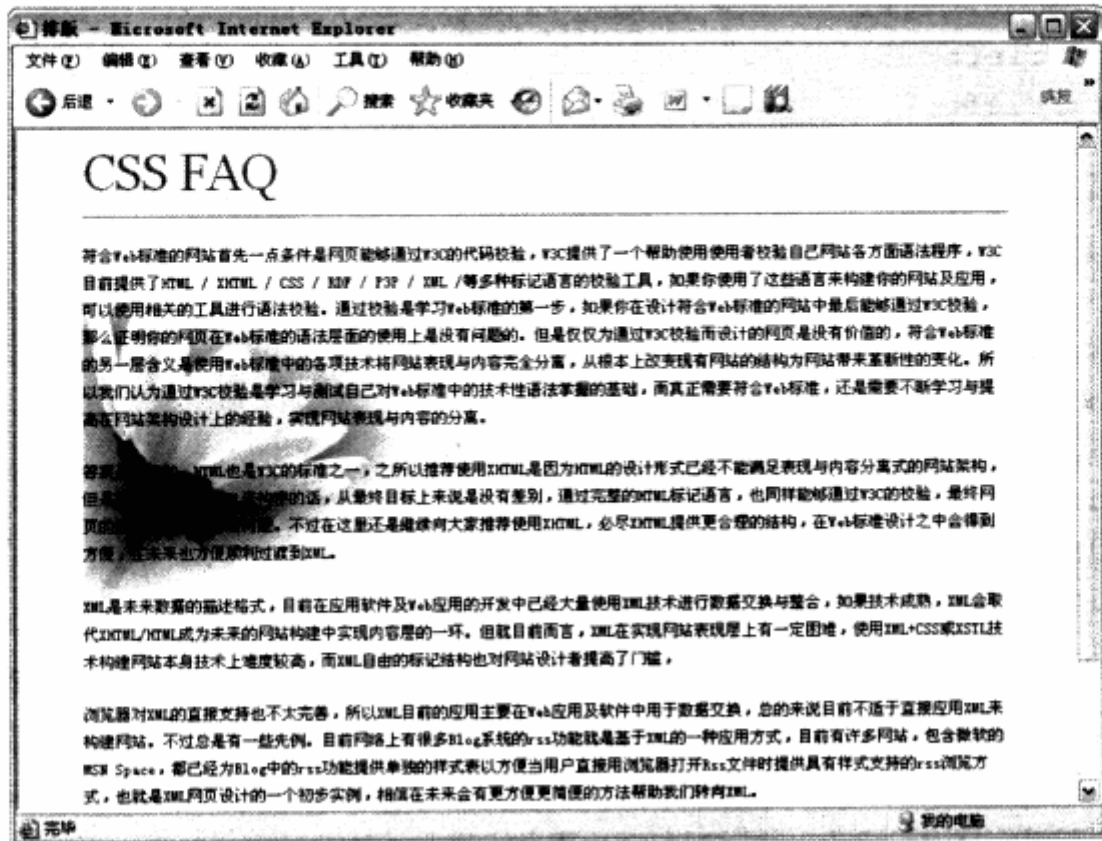 排版 - Microsoft Internet Explorer
文件(F) 编辑(E) 查看(V) 收藏(A) 工具(T) 帮助(H)
后退 搜索 收藏夹
CSS FAQ
符合Web标准的网站首先一点条件是网页能够通过W3C的代码校验,W3C提供了一个帮助使用使用者校验自己网站各方面语法程序,W3C
目前提供了HTML / XHTML / CSS / RDF / P3P / XML /等多种标记语言的校验工具,如果你使用了这些语言来构建你的网站及应用,
可以使用相关的工具进行语法校验。通过校验是学习Web标准的第一步,如果你在设计符合Web标准的网站中最后能够通过W3C校验,
那么证明你的网页在Web标准的语法层面的使用上是没有问题的。但是仅仅为通过W3C校验而设计的网页是没有价值的,符合Web标准
的另一层含义是使用Web标准中的各项技术将网站表现与内容完全分离,从根本上改变现有网站的结构为网站带来革新性的变化。所
以我们认为通过W3C校验是学习与测试自己对Web标准中的技术性语法掌握的基础,而真正需要符合Web标准,还是需要不断学习与提
高在网站架构设计上的经验,实现网站表现与内容的分离。
HTML也是W3C的标准之一,之所以推荐使用XHTML是因为HTML的设计形式已经不能满足表现与内容分离式的网站架构,
但是 的话,从最终目标上来说是没有差别,通过完整的HTML标记语言,也同样能够通过W3C的校验,最终网
页的 。不过在这里还是继续向大家推荐使用XHTML,必尽XHTML提供更合理的结构,在Web标准设计之中会得到
方便,在未来也方便顺利过渡到XML。
XML是未来数据的描述格式,目前在应用软件及Web应用的开发中已经大量使用XML技术进行数据交换与整合,如果技术成熟,XML会取
代XHTML/HTML成为未来的网站构建中实现内容层的一环。但就目前而言,XML在实现网站表现层上有一定困难,使用XML+CSS或XSTL技
术构建网站本身技术上难度较高,而XML自由的标记结构也对网站设计者提高了门槛,
浏览器对XML的直接支持也不太完善,所以XML目前的应用主要在Web应用及软件中用于数据交换,总的来说目前不适于直接应用XML来
构建网站。不过总是有一些先例。目前网络上有很多Blog系统的rss功能就是基于XML的一种应用方式,目前有许多网站,包含微软的
MSN Space,都已经为Blog中的rss功能提供单独的样式表以方便当用户直接用浏览器打开Rss文件时提供具有样式支持的rss浏览方
式,也就是XML网页设计的一个初步实例,相信在未来会有更方便更简便的方法帮助我们转向XML。
完毕 我的电脑